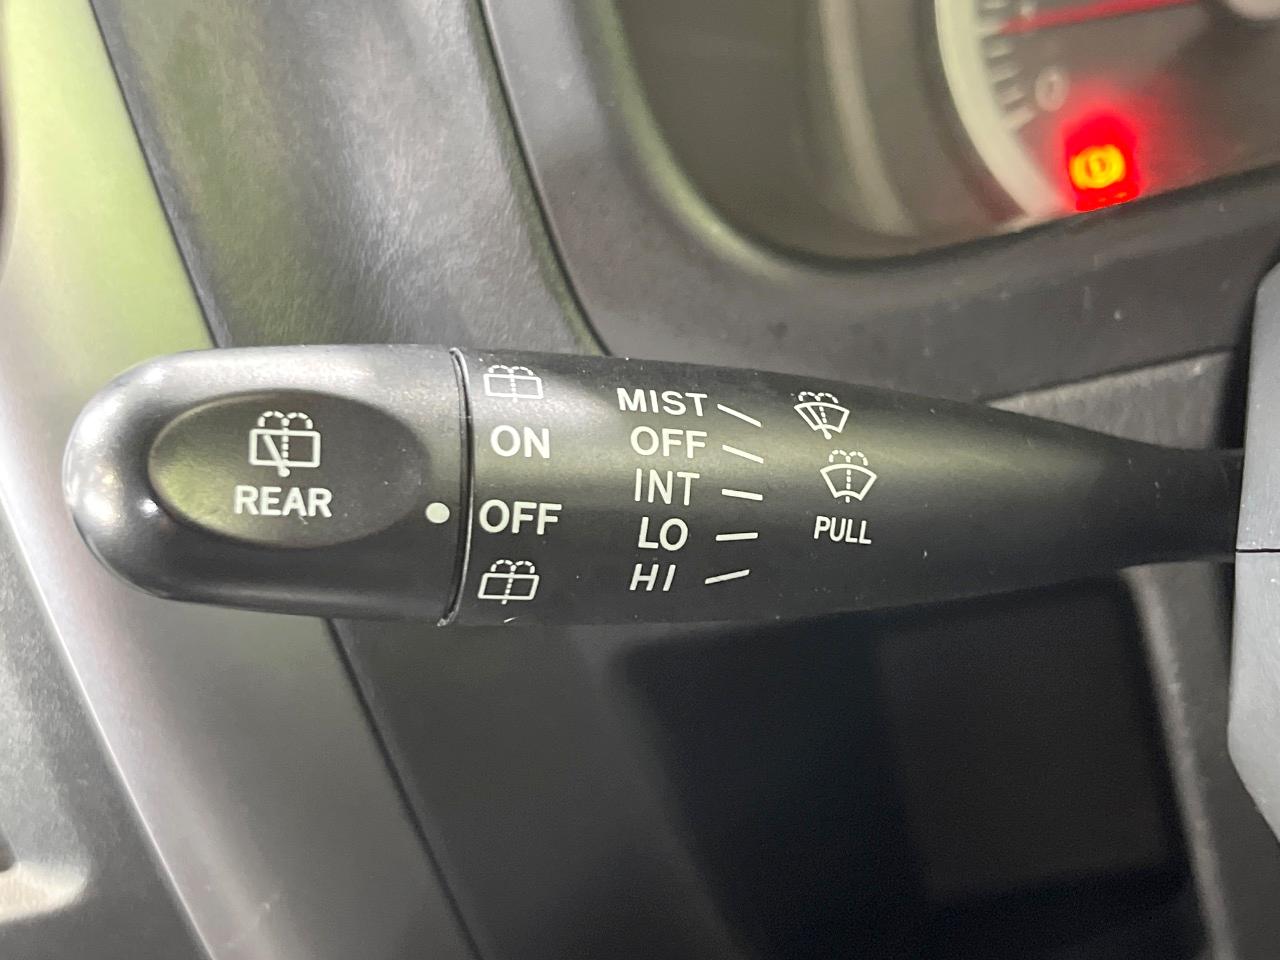 REAR
ON
OFF
MIST
OFF
INT
LO
HI
PULL